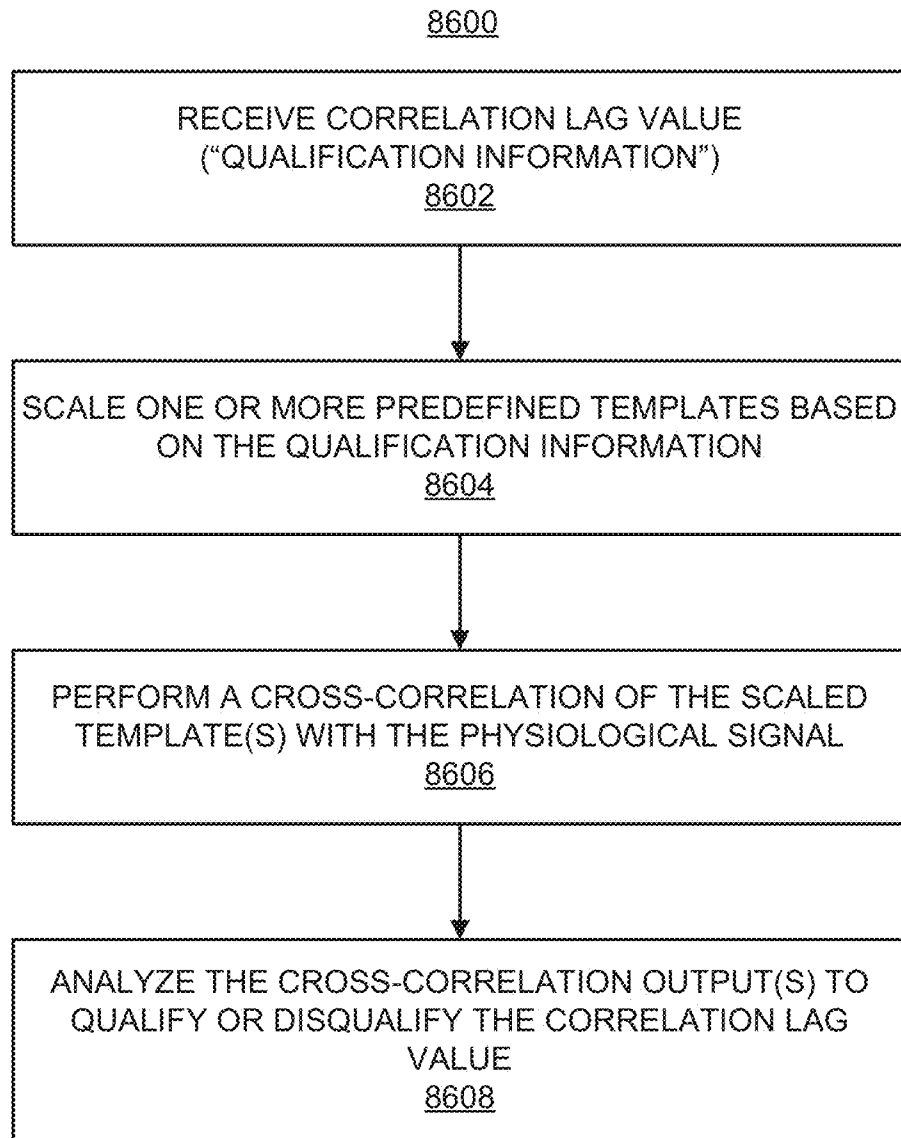 8600
RECEIVE CORRELATION LAG VALUE
(“QUALIFICATION INFORMATION”)
8602
SCALE ONE OR MORE PREDEFINED TEMPLATES BASED
ON THE QUALIFICATION INFORMATION
8604
PERFORM A CROSS-CORRELATION OF THE SCALED
TEMPLATE(S) WITH THE PHYSIOLOGICAL SIGNAL
8606
ANALYZE THE CROSS-CORRELATION OUTPUT(S) TO
QUALIFY OR DISQUALIFY THE CORRELATION LAG
VALUE
8608